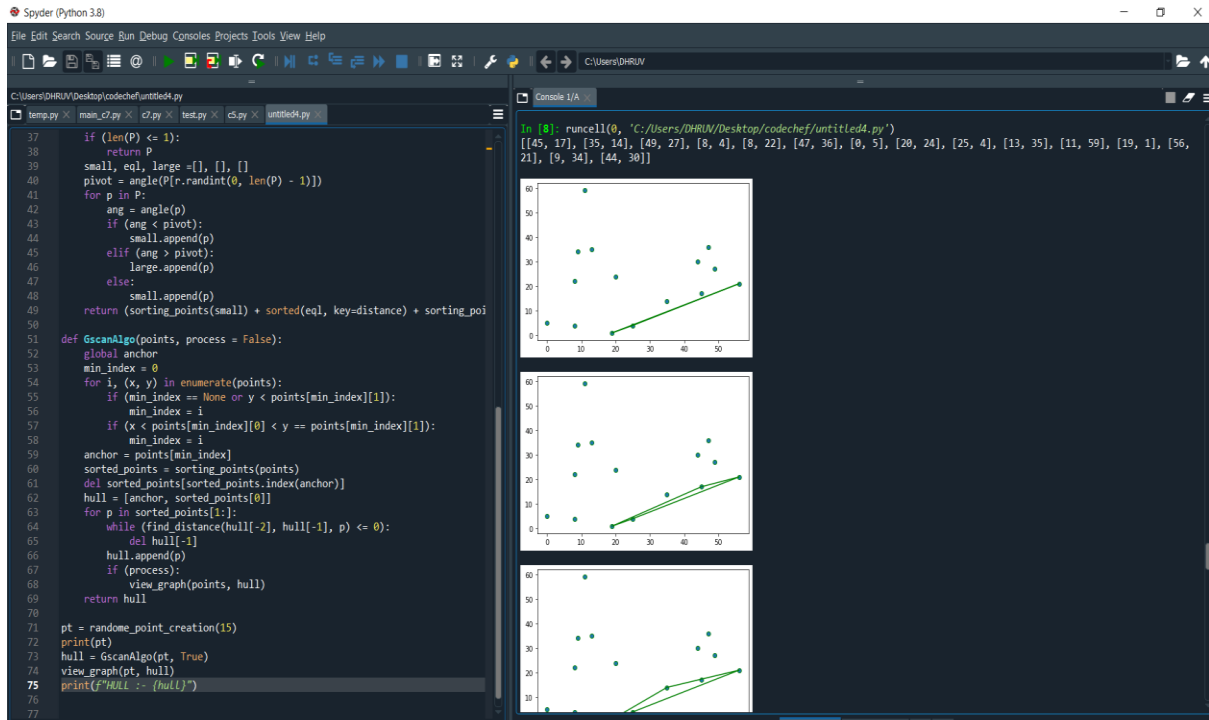 Spyder (Python 3.8)
File Edit Search Source Run Debug Consoles Projects Tools View Help
C:\Users\DHRUV
C:\Users\DHRUV\Desktop\codechef\untitled4.py
temp.py main_c7.py c7.py test.py c5.py untitled4.py
37 if (len(P) <= 1):
38 return P
39 small, eql, large =[], [], []
40 pivot = angle(P[r.randint(0, len(P) - 1)])
41 for p in P:
42 ang = angle(p)
43 if (ang < pivot):
44 small.append(p)
45 elif (ang > pivot):
46 large.append(p)
47 else:
48 small.append(p)
49 return (sorting_points(small) + sorted(eql, key=distance) + sorting_poi
50
51 def GscanAlgo(points, process = False):
52 global anchor
53 min_index = 0
54 for i, (x, y) in enumerate(points):
55 if (min_index == None or y < points[min_index][1]):
56 min_index = i
57 if (x < points[min_index][0] < y == points[min_index][1]):
58 min_index = i
59 anchor = points[min_index]
60 sorted_points = sorting_points(points)
61 del sorted_points[sorted_points.index(anchor)]
62 hull = [anchor, sorted_points[0]]
63 for p in sorted_points[1:]:
64 while (find_distance(hull[-2], hull[-1], p) <= 0):
65 del hull[-1]
66 hull.append(p)
67 if (process):
68 view_graph(points, hull)
69 return hull
70
71 pt = randome_point_creation(15)
72 print(pt)
73 hull = GscanAlgo(pt, True)
74 view_graph(pt, hull)
75 print(f"HULL :- {hull}")
76
77
Console 1/A
In [8]: runcell(0, 'C:/Users/DHRUV/Desktop/codechef/untitled4.py')
[[45, 17], [35, 14], [49, 27], [8, 4], [8, 22], [47, 36], [0, 5], [20, 24], [25, 4], [13, 35], [11, 59], [19, 1], [56,
21], [9, 34], [44, 30]]
60
50
40
30
20
10
0
0 10 20 30 40 50
60
50
40
30
20
10
0
0 10 20 30 40 50
60
50
40
30
20
10